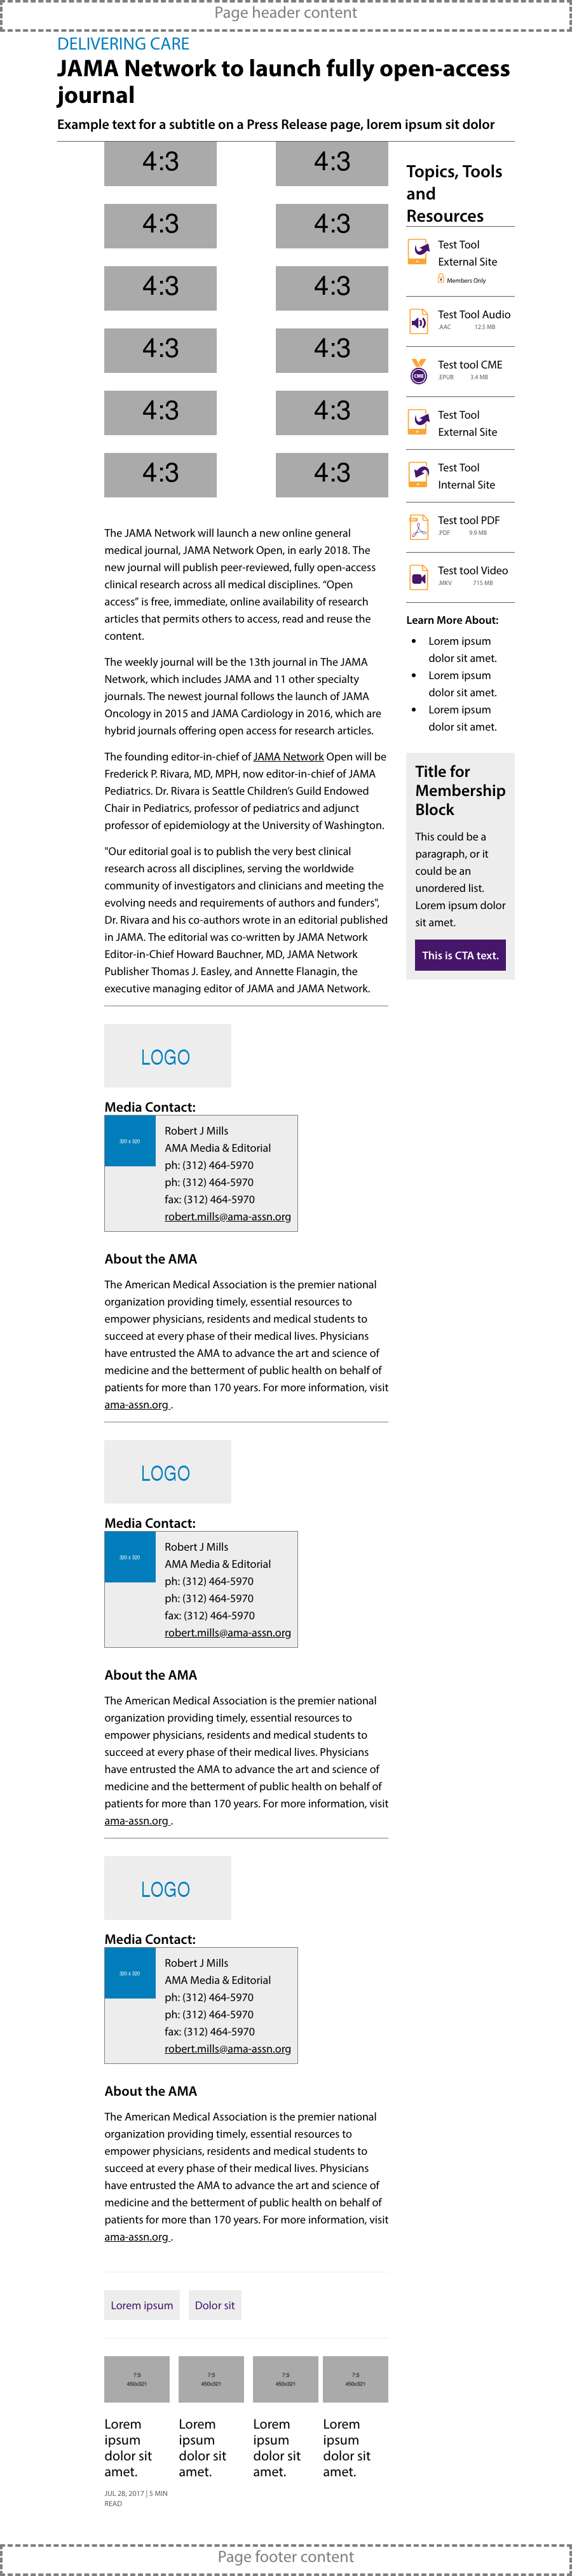 Page header content
DELIVERING CARE
JAMA Network to launch fully open-access
journal
Example text for a subtitle on a Press Release page, lorem ipsum sit dolor
4:3 4:3
4:3 4:3
4:3 4:3
4:3 4:3
4:3 4:3
4:3 4:3
The JAMA Network will launch a new online general
medical journal, JAMA Network Open, in early 2018. The
new journal will publish peer-reviewed, fully open-access
clinical research across all medical disciplines. “Open
access” is free, immediate, online availability of research
articles that permits others to access, read and reuse the
content.
The weekly journal will be the 13th journal in The JAMA
Network, which includes JAMA and 11 other specialty
journals. The newest journal follows the launch of JAMA
Oncology in 2015 and JAMA Cardiology in 2016, which are
hybrid journals offering open access for research articles.
The founding editor-in-chief of JAMA Network Open will be
Frederick P. Rivara, MD, MPH, now editor-in-chief of JAMA
Pediatrics. Dr. Rivara is Seattle Children’s Guild Endowed
Chair in Pediatrics, professor of pediatrics and adjunct
professor of epidemiology at the University of Washington.
"Our editorial goal is to publish the very best clinical
research across all disciplines, serving the worldwide
community of investigators and clinicians and meeting the
evolving needs and requirements of authors and funders",
Dr. Rivara and his co-authors wrote in an editorial published
in JAMA. The editorial was co-written by JAMA Network
Editor-in-Chief Howard Bauchner, MD, JAMA Network
Publisher Thomas J. Easley, and Annette Flanagin, the
executive managing editor of JAMA and JAMA Network.
LOGO
Media Contact:
320 x 320
Robert J Mills
AMA Media & Editorial
ph: (312) 464-5970
ph: (312) 464-5970
fax: (312) 464-5970
robert.mills@ama-assn.org
About the AMA
The American Medical Association is the premier national
organization providing timely, essential resources to
empower physicians, residents and medical students to
succeed at every phase of their medical lives. Physicians
have entrusted the AMA to advance the art and science of
medicine and the betterment of public health on behalf of
patients for more than 170 years. For more information, visit
ama-assn.org .
LOGO
Media Contact:
320 x 320
Robert J Mills
AMA Media & Editorial
ph: (312) 464-5970
ph: (312) 464-5970
fax: (312) 464-5970
robert.mills@ama-assn.org
About the AMA
The American Medical Association is the premier national
organization providing timely, essential resources to
empower physicians, residents and medical students to
succeed at every phase of their medical lives. Physicians
have entrusted the AMA to advance the art and science of
medicine and the betterment of public health on behalf of
patients for more than 170 years. For more information, visit
ama-assn.org .
LOGO
Media Contact:
320 x 320
Robert J Mills
AMA Media & Editorial
ph: (312) 464-5970
ph: (312) 464-5970
fax: (312) 464-5970
robert.mills@ama-assn.org
About the AMA
The American Medical Association is the premier national
organization providing timely, essential resources to
empower physicians, residents and medical students to
succeed at every phase of their medical lives. Physicians
have entrusted the AMA to advance the art and science of
medicine and the betterment of public health on behalf of
patients for more than 170 years. For more information, visit
ama-assn.org .
Lorem ipsum Dolor sit
7:5 7:5 7:5 7:5
450x321 450x321 450x321 450x321
Lorem Lorem Lorem Lorem
ipsum ipsum ipsum ipsum
dolor sit dolor sit dolor sit dolor sit
amet. amet. amet. amet.
JUL 28, 2017 | 5 MIN
READ
Topics, Tools
and
Resources
Test Tool
External Site
Members Only
Test Tool Audio
.AAC 12.5 MB
CME
Test tool CME
.EPUB 3.4 MB
Test Tool
External Site
Test Tool
Internal Site
Test tool PDF
.PDF 9.9 MB
Test tool Video
.MKV 715 MB
Learn More About:
• Lorem ipsum
dolor sit amet.
• Lorem ipsum
dolor sit amet.
• Lorem ipsum
dolor sit amet.
Title for
Membership
Block
This could be a
paragraph, or it
could be an
unordered list.
Lorem ipsum dolor
sit amet.
This is CTA text.
Page footer content